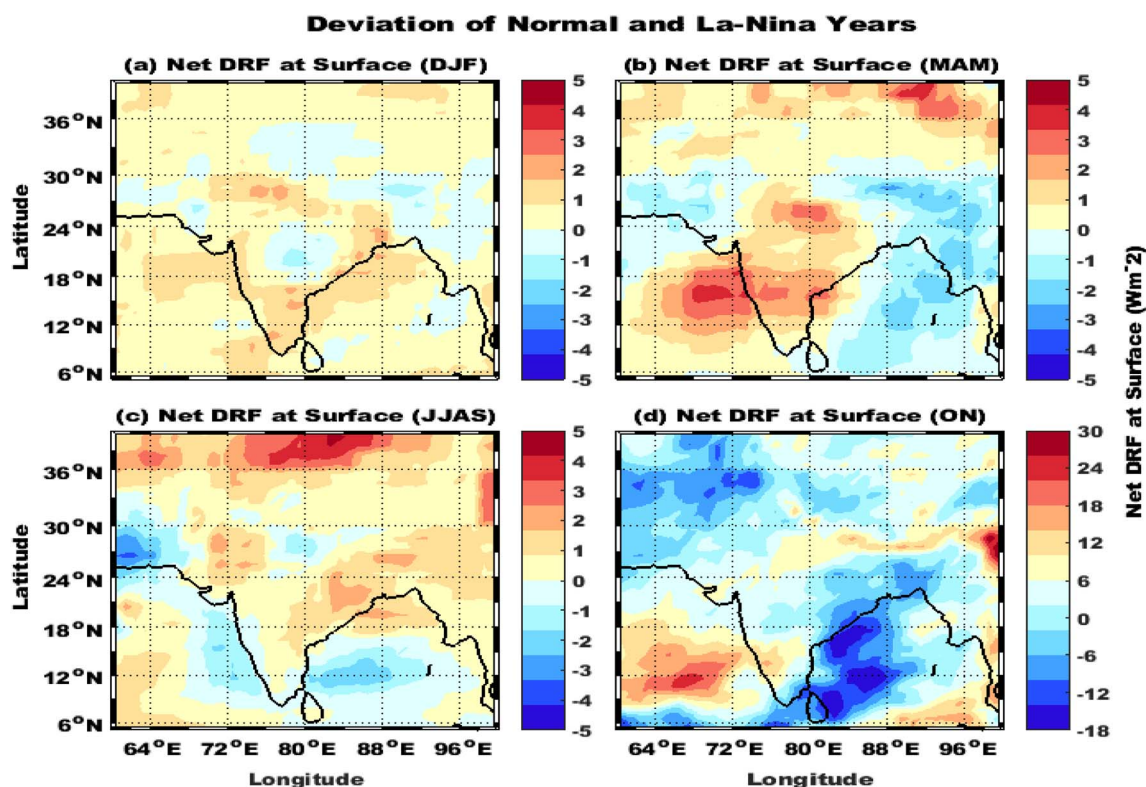 Deviation of Normal and La-Nina Years
(a) Net DRF at Surface (DJF)
(b) Net DRF at Surface (MAM)
Latitude
36°N
30°N
24°N
18°N
12°N
6°N
5
4
3
2
1
0
-1
-2
-3
-4
-5
5
4
3
2
1
0
-1
-2
-3
-4
-5
(c) Net DRF at Surface (JJAS)
(d) Net DRF at Surface (ON)
Latitude
36°N
30°N
24°N
18°N
12°N
6°N
5
4
3
2
1
0
-1
-2
-3
-4
-5
30
24
18
12
6
0
-6
-12
-18
Net DRF at Surface (Wm^-2)
64°E 72°E 80°E 88°E 96°E
64°E 72°E 80°E 88°E 96°E
Longitude
Longitude